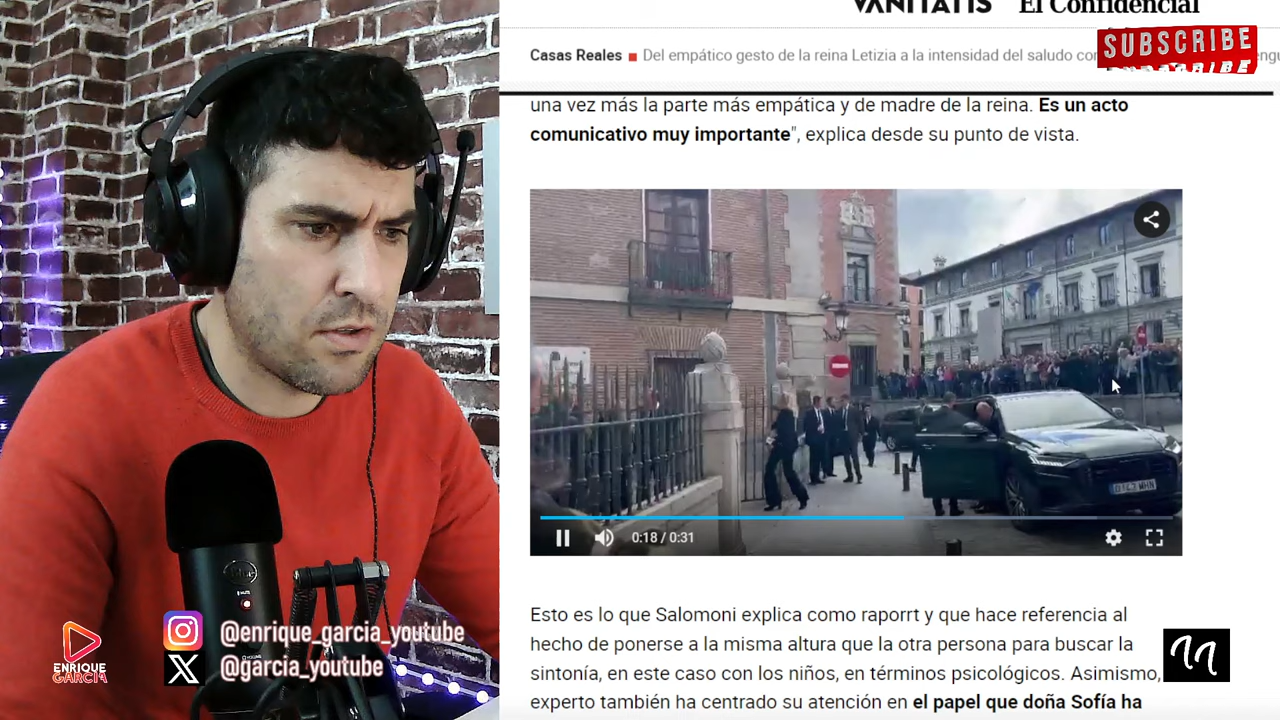 VANITATIS El Confidencial
Casas Reales Del empático gesto de la reina Letizia a la intensidad del saludo
SUBSCRIBE
una vez más la parte más empática y de madre de la reina. Es un acto
comunicativo muy importante", explica desde su punto de vista.
0:18 / 0:31
Esto es lo que Salomoni explica como raporrt y que hace referencia al
hecho de ponerse a la misma altura que la otra persona para buscar la
sintonía, en este caso con los niños, en términos psicológicos. Asimismo,
experto también ha centrado su atención en el papel que doña Sofía ha
ENRIQUE
GARCIA
@enrique_garcia_youtube
@garcia_youtube